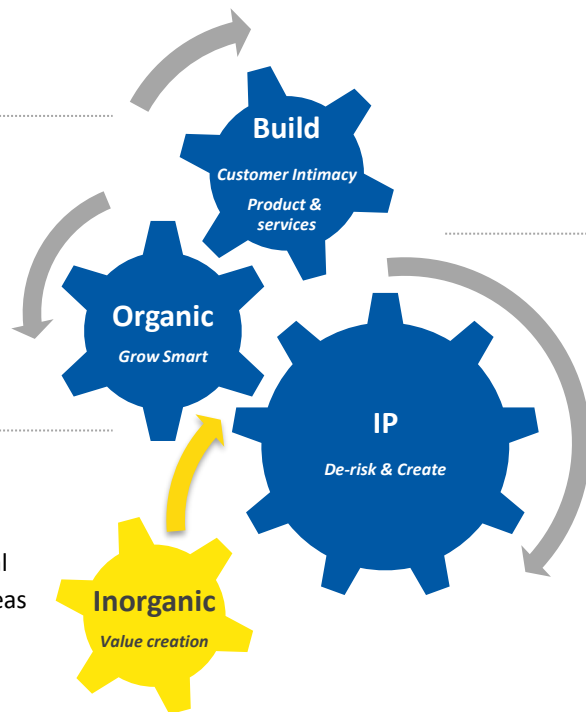 Build
Customer Intimacy
Product &
services
Organic
Grow Smart
IP
De-risk & Create
Inorganic
Value creation